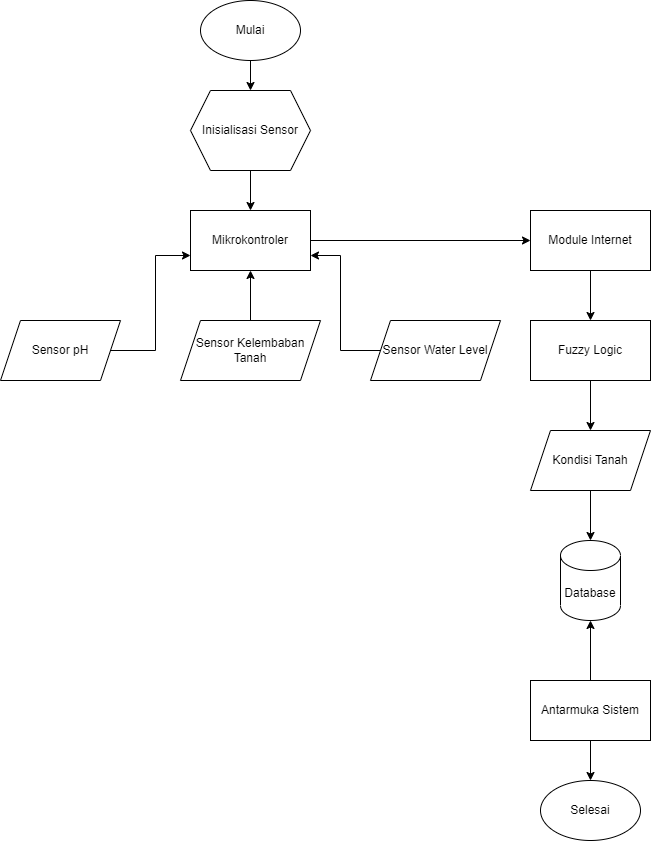 Mulai
Inisialisasi Sensor
Mikrokontroler
Module Internet
Sensor pH
Sensor Kelembaban
Tanah
Sensor Water Level
Fuzzy Logic
Kondisi Tanah
Database
Antarmuka Sistem
Selesai